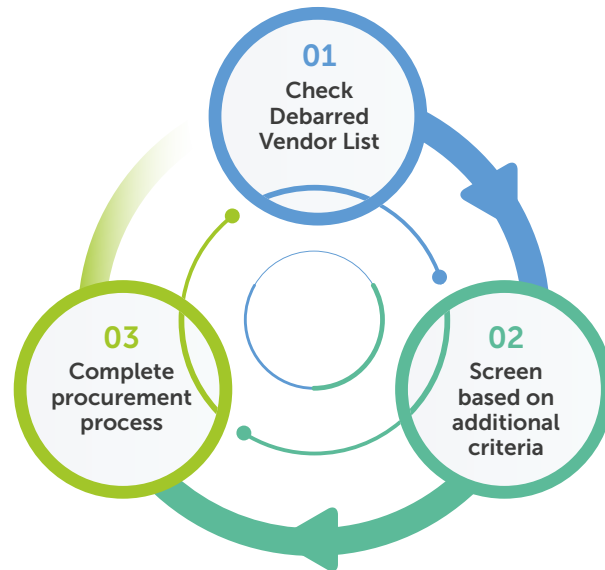 01
Check
Debarred
Vendor List
02
Screen
based on
additional
criteria
03
Complete
procurement
process